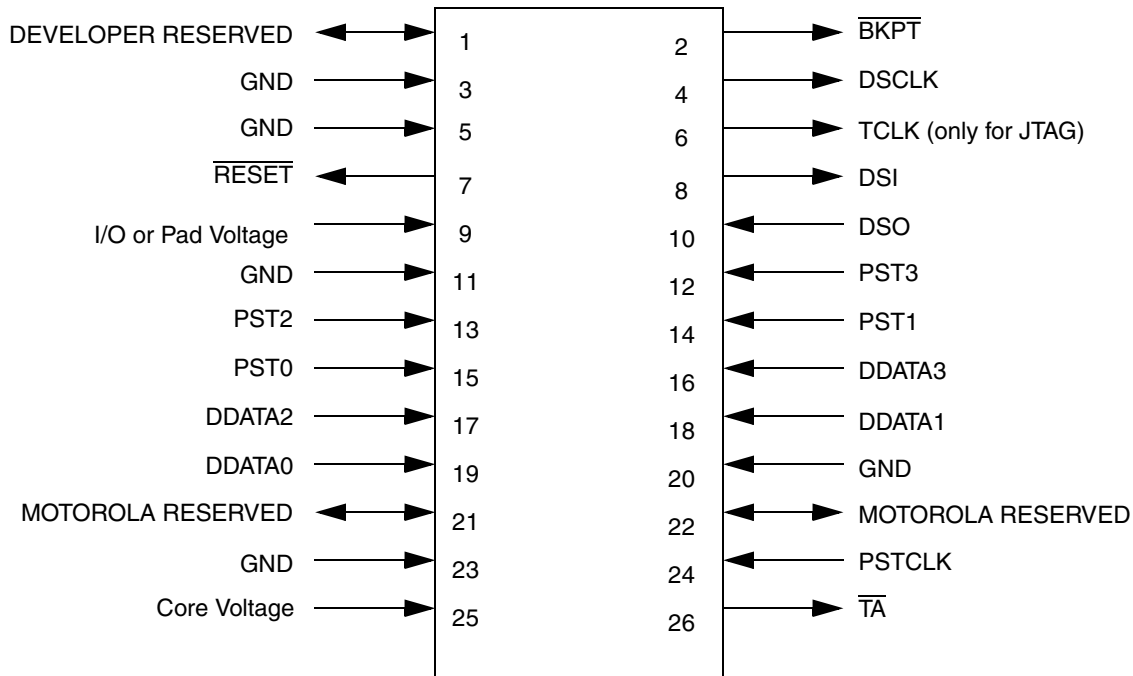 DEVELOPER RESERVED 1 2 BKPT
GND 3 4 DSCLK
GND 5 6 TCLK (only for JTAG)
RESET 7 8 DSI
I/O or Pad Voltage 9 10 DSO
GND 11 12 PST3
PST2 13 14 PST1
PST0 15 16 DDATA3
DDATA2 17 18 DDATA1
DDATA0 19 20 GND
MOTOROLA RESERVED 21 22 MOTOROLA RESERVED
GND 23 24 PSTCLK
Core Voltage 25 26 TA